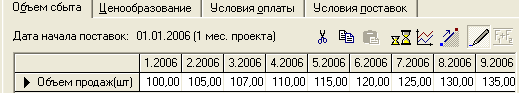 Объем сбыта Ценообразование Условия оплаты Условия поставок
Дата начала поставок: 01.01.2006 (1 мес. проекта)
1.2006 2.2006 3.2006 4.2006 5.2006 6.2006 7.2006 8.2006 9.2006
Объем продаж(шт) 100,00 105,00 107,00 110,00 115,00 120,00 125,00 130,00 135,00